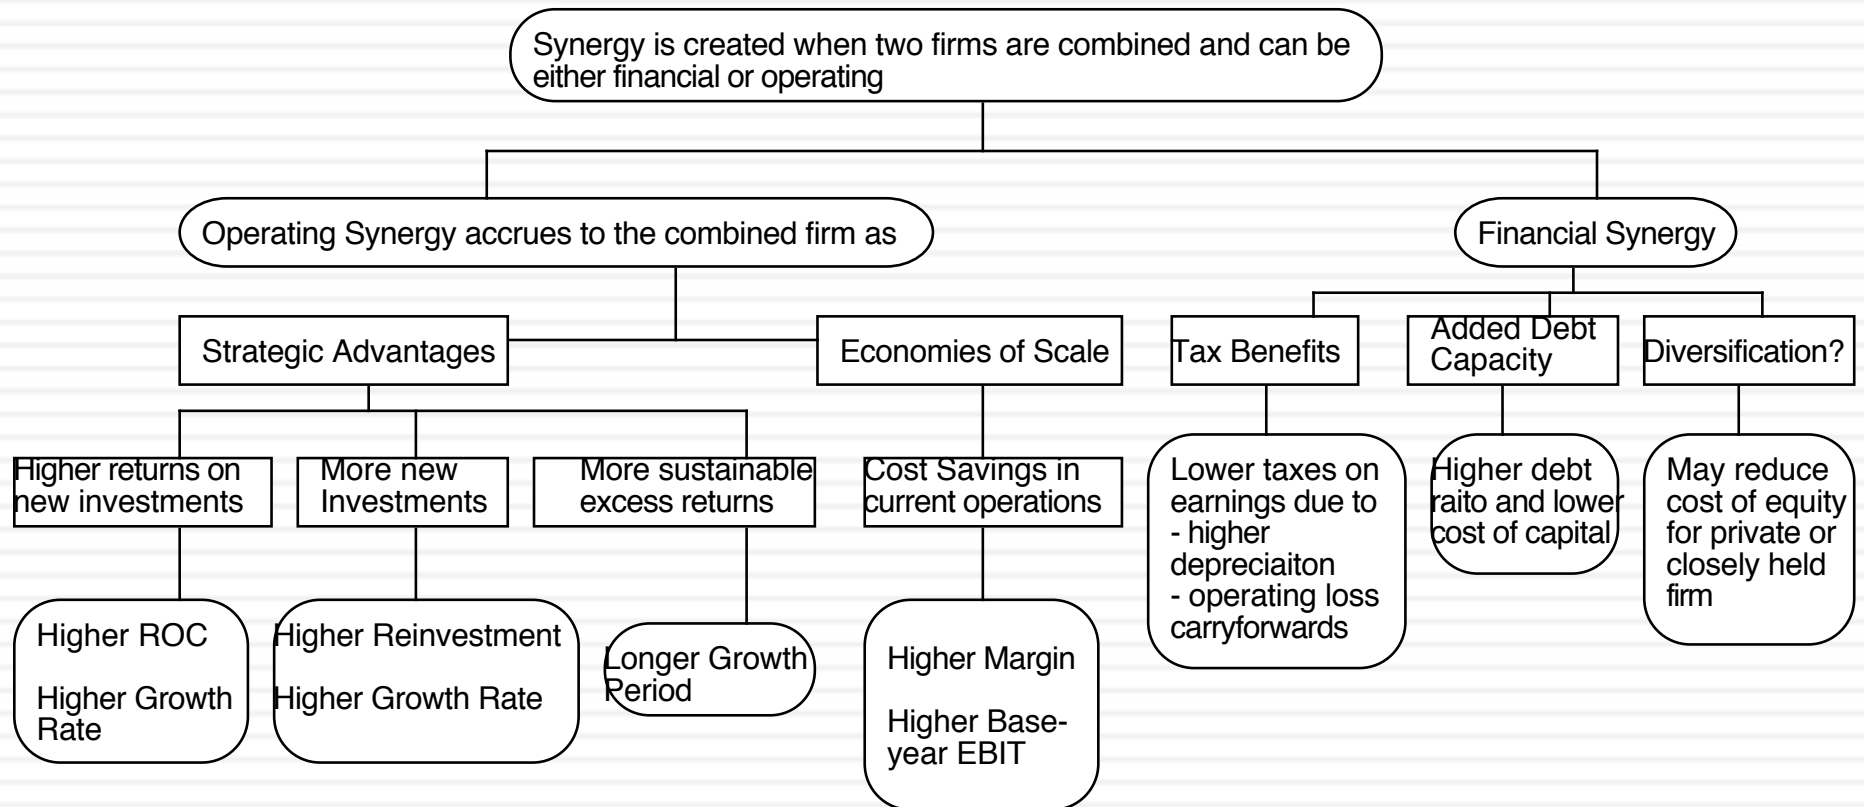 Synergy is created when two firms are combined and can be
either financial or operating
Operating Synergy accrues to the combined firm as
Financial Synergy
Strategic Advantages
Economies of Scale
Tax Benefits
Added Debt
Capacity
Diversification?
Higher returns on
new investments
More new
Investments
More sustainable
excess returns
Cost Savings in
current operations
Lower taxes on
earnings due to
- higher
depreciaiton
- operating loss
carryforwards
Higher debt
raito and lower
cost of capital
May reduce
cost of equity
for private or
closely held
firm
Higher ROC
Higher Growth
Rate
Higher Reinvestment
Higher Growth Rate
Longer Growth
Period
Higher Margin
Higher Base-
year EBIT